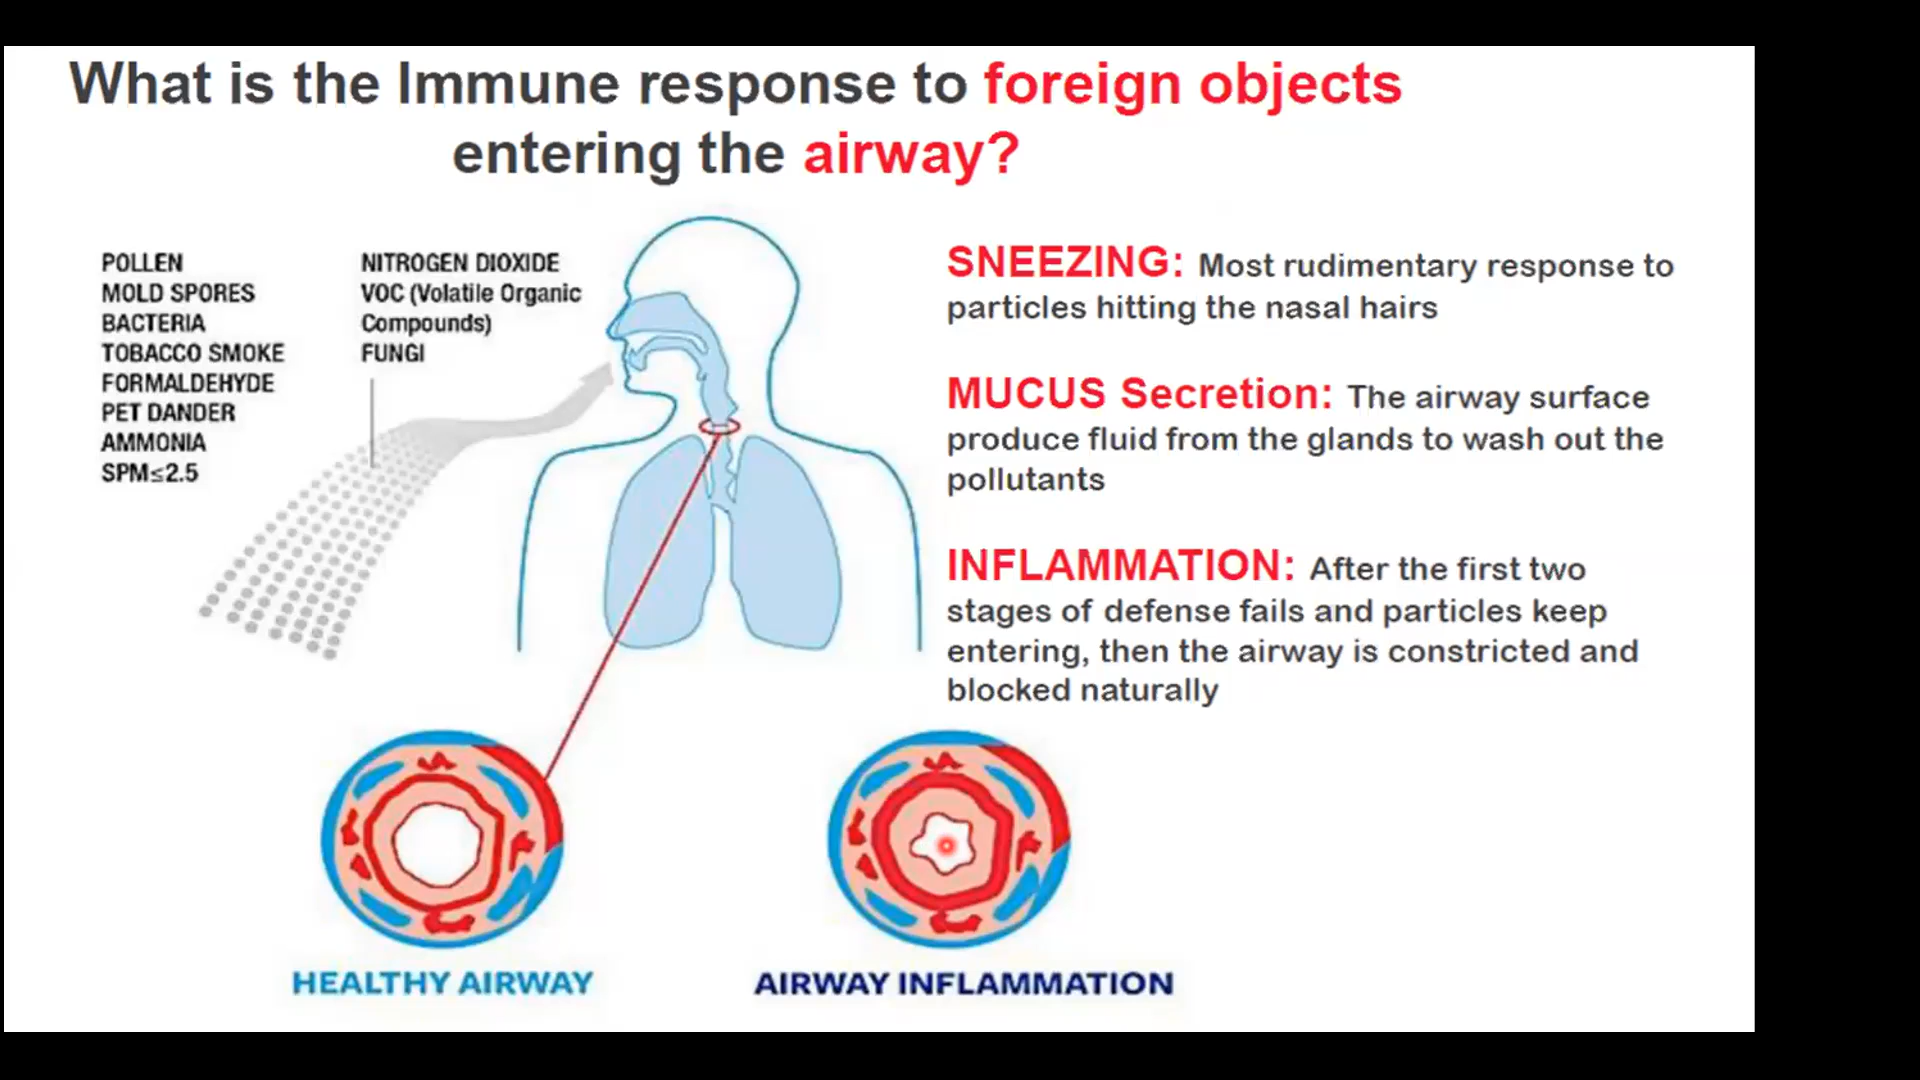 What is the Immune response to foreign objects
entering the airway?
POLLEN
MOLD SPORES
BACTERIA
TOBACCO SMOKE
FORMALDEHYDE
PET DANDER
AMMONIA
SPM≤2.5
NITROGEN DIOXIDE
VOC (Volatile Organic
Compounds)
FUNGI
SNEEZING: Most rudimentary response to
particles hitting the nasal hairs
MUCUS Secretion: The airway surface
produce fluid from the glands to wash out the
pollutants
INFLAMMATION: After the first two
stages of defense fails and particles keep
entering, then the airway is constricted and
blocked naturally
HEALTHY AIRWAY
AIRWAY INFLAMMATION